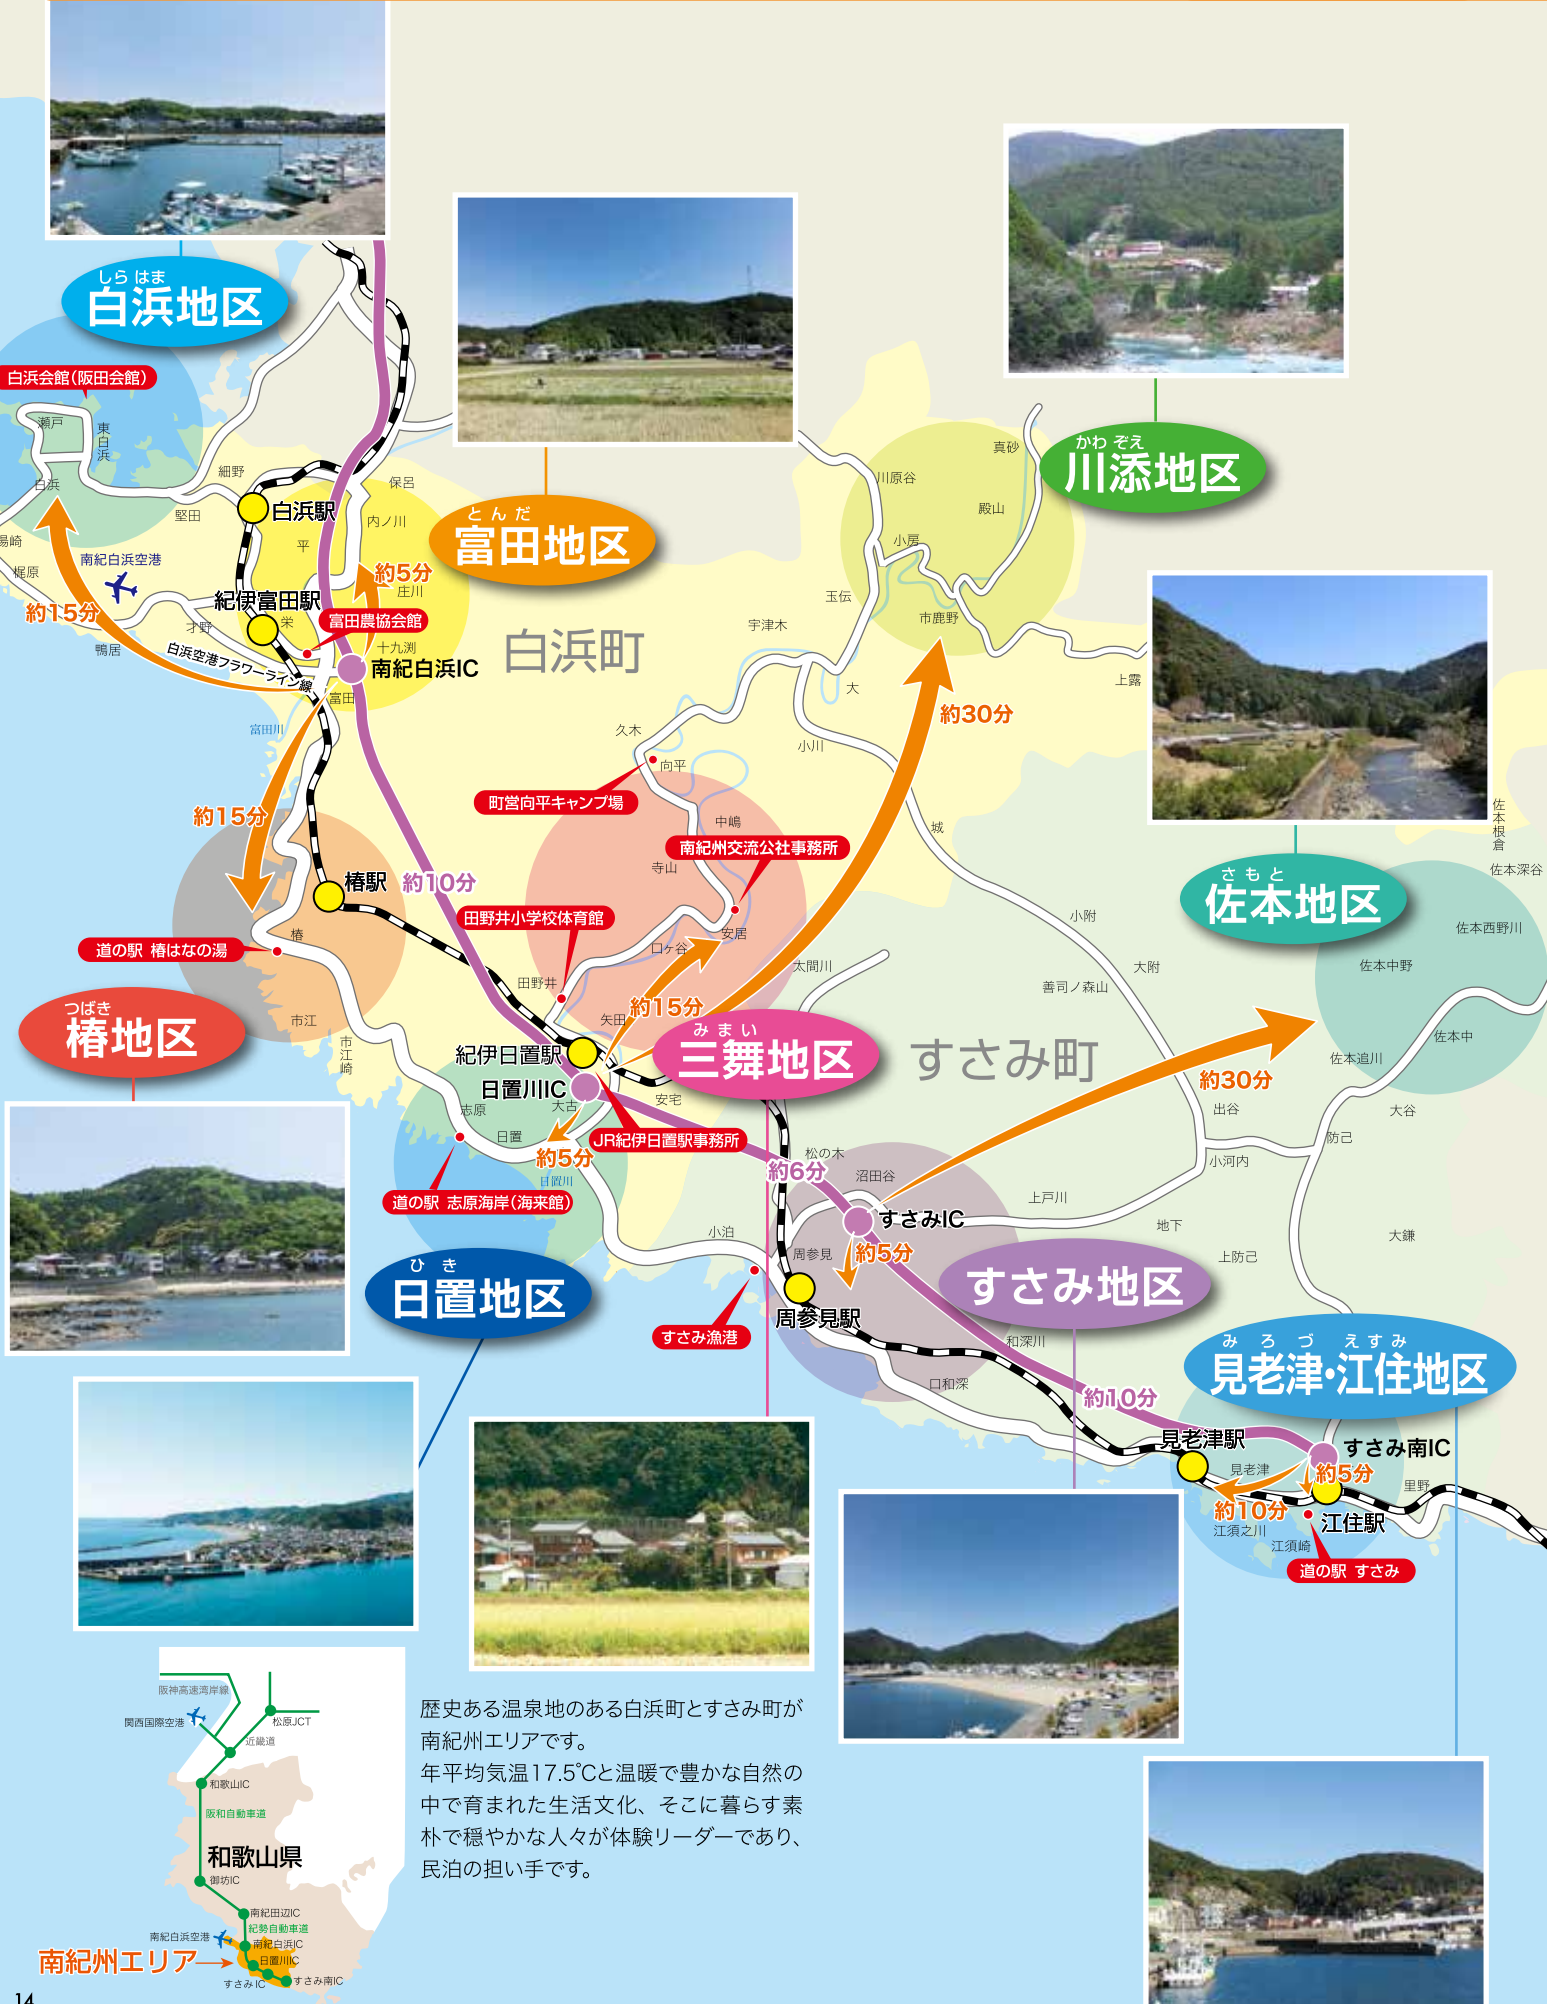 しらはま
白浜地区
白浜会館(阪田会館)
瀬戸
東白浜
白浜
細野
堅田
保呂
白浜駅
内ノ川
平
湯崎
梶原
南紀白浜空港
約5分
庄川
紀伊富田駅
栄
富田農協会館
約15分
才野
鴨居
白浜空港フラワーライン線
十九渕
南紀白浜IC
富田
富田川
とんだ
富田地区
白浜町
かわぞえ
川添地区
真砂
川原谷
殿山
小房
市鹿野
玉伝
宇津木
大
上露
久木
向平
小川
約30分
町営向平キャンプ場
中嶋
南紀州交流公社事務所
寺山
城
約15分
椿駅
約10分
田野井小学校体育館
安居
口ヶ谷
椿
道の駅 椿はなの湯
田野井
太間川
小附
大附
善司ノ森山
つばき
椿地区
市江
市江崎
矢田
約15分
みまい
三舞地区
紀伊日置駅
日置川IC
すさみ町
さもと
佐本地区
佐本根倉
佐本深谷
佐本西野川
佐本中野
佐本中
佐本追川
約30分
出谷
大谷
防己
小河内
志原
大古
安宅
日置
JR紀伊日置駅事務所
約5分
日置川
道の駅 志原海岸(海来館)
松の木
約6分
沼田谷
上戸川
地下
上防己
大鎌
すさみIC
小泊
周参見
約5分
ひき
日置地区
すさみ地区
すさみ漁港
周参見駅
和深川
口和深
みろづ えすみ
見老津・江住地区
約10分
見老津駅
すさみ南IC
見老津
約5分
里野
約10分
江須之川
江住駅
江須崎
道の駅 すさみ
阪神高速湾岸線
関西国際空港
松原JCT
近畿道
和歌山IC
阪和自動車道
和歌山県
御坊IC
南紀田辺IC
紀勢自動車道
南紀白浜空港
南紀白浜IC
南紀州エリア
日置川IC
すさみIC
すさみ南IC
歴史ある温泉地のある白浜町とすさみ町が
南紀州エリアです。
年平均気温17.5℃と温暖で豊かな自然の
中で育まれた生活文化、そこに暮らす素
朴で穏やかな人々が体験リーダーであり、
民泊の担い手です。
14